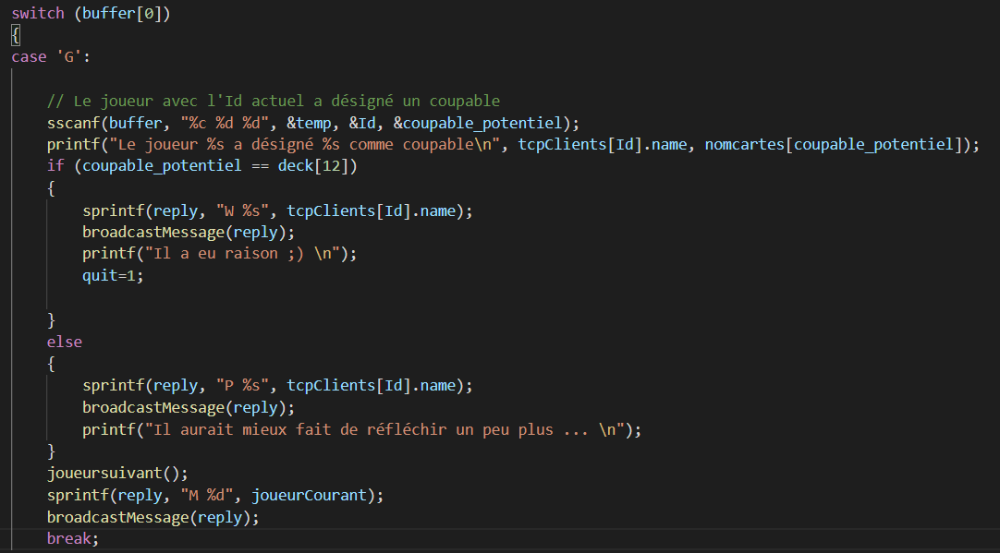 switch (buffer[0])
{
case 'G':
// Le joueur avec l'Id actuel a désigné un coupable
sscanf(buffer, "%c %d %d", &temp, &Id, &coupable_potentiel);
printf("Le joueur %s a désigné %s comme coupable\n", tcpClients[Id].name, nomcartes[coupable_potentiel]);
if (coupable_potentiel == deck[12])
{
sprintf(reply, "W %s", tcpClients[Id].name);
broadcastMessage(reply);
printf("Il a eu raison ;) \n");
quit=1;
}
else
{
sprintf(reply, "P %s", tcpClients[Id].name);
broadcastMessage(reply);
printf("Il aurait mieux fait de réfléchir un peu plus ... \n");
}
joueursuivant();
sprintf(reply, "M %d", joueurCourant);
broadcastMessage(reply);
break;